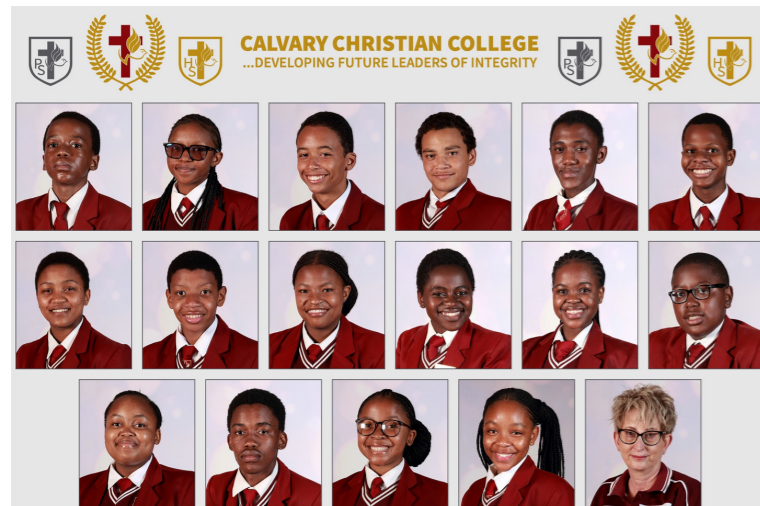 P
S
H
S
CALVARY CHRISTIAN COLLEGE
...DEVELOPING FUTURE LEADERS OF INTEGRITY
P
S
H
S